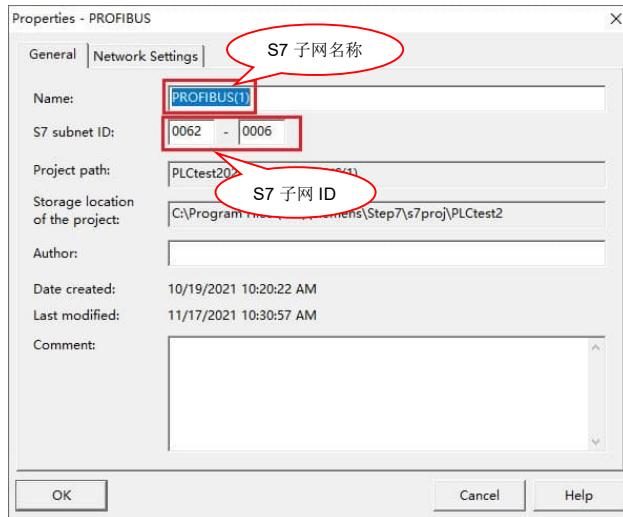 Properties - PROFIBUS
General
Network Settings
S7 子网名称
Name:
PROFIBUS(1)
S7 subnet ID:
0062 - 0006
Project path:
PLCtest202
S7 子网 ID
Storage location
of the project:
C:\Program \Step7\s7proj\PLCtest2
Author:
Date created:
10/19/2021 10:20:22 AM
Last modified:
11/17/2021 10:30:57 AM
Comment:
OK
Cancel
Help